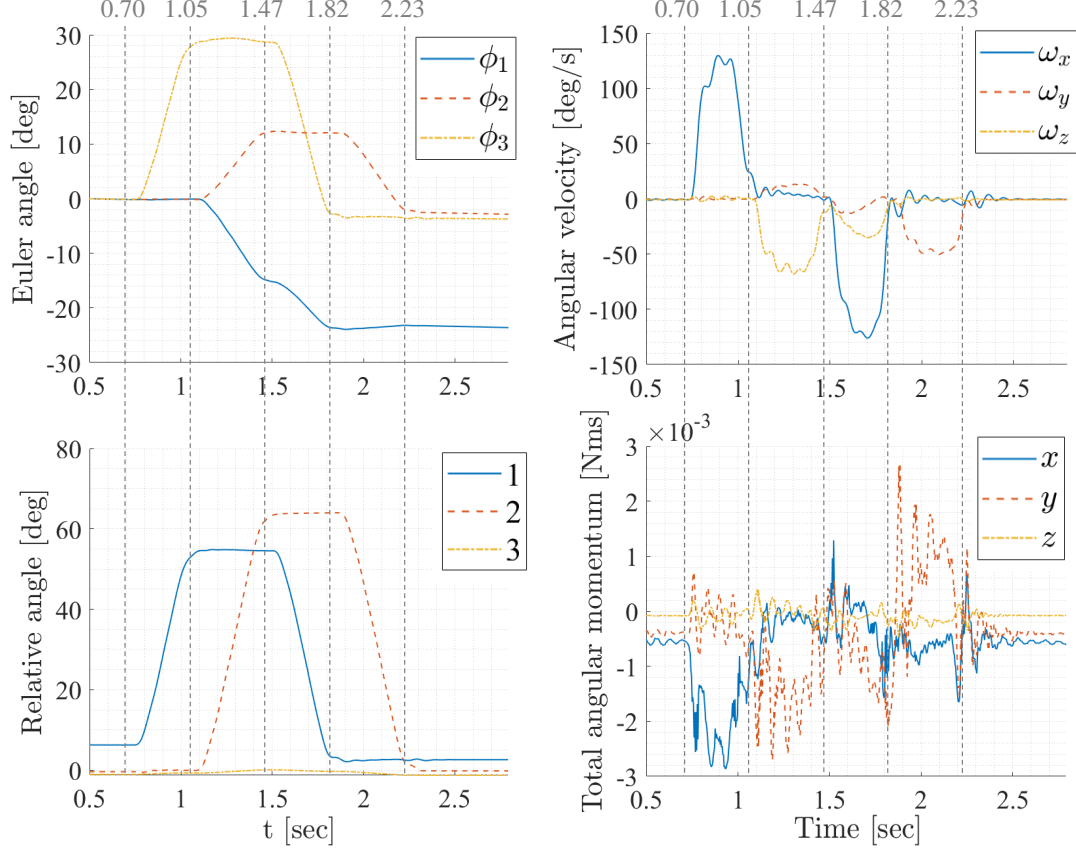 0.70 1.05 1.47 1.82 2.23
Euler angle [deg]
30
20
10
0
-10
-20
-30
0.5 1 1.5 2 2.5
ϕ1
ϕ2
ϕ3
0.70 1.05 1.47 1.82 2.23
Angular velocity [deg/s]
150
100
50
0
-50
-100
-150
0.5 1 1.5 2 2.5
ωx
ωy
ωz
Relative angle [deg]
80
60
40
20
0
0.5 1 1.5 2 2.5
t [sec]
1
2
3
Total angular momentum [Nms]
×10-3
3
2
1
0
-1
-2
-3
0.5 1 1.5 2 2.5
Time [sec]
x
y
z